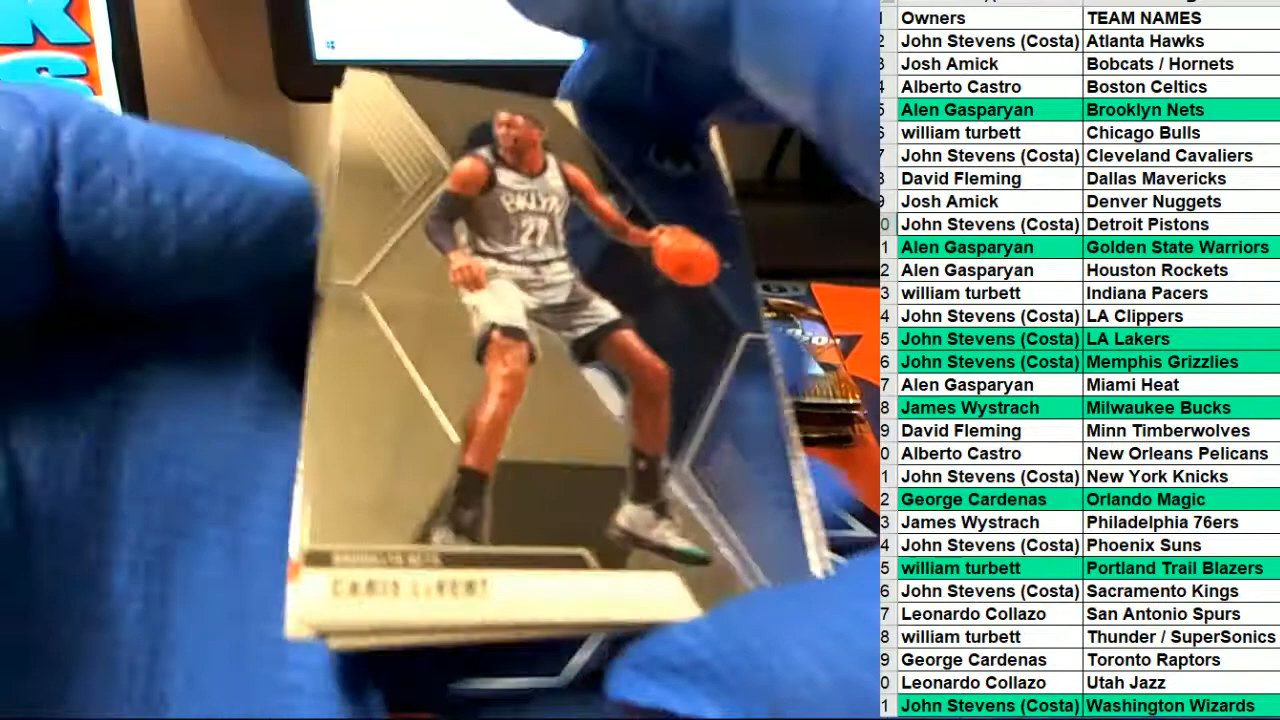 Owners TEAM NAMES
John Stevens (Costa) Atlanta Hawks
Josh Amick Bobcats / Hornets
Alberto Castro Boston Celtics
Alen Gasparyan Brooklyn Nets
william turbett Chicago Bulls
John Stevens (Costa) Cleveland Cavaliers
David Fleming Dallas Mavericks
Josh Amick Denver Nuggets
John Stevens (Costa) Detroit Pistons
Alen Gasparyan Golden State Warriors
Alen Gasparyan Houston Rockets
william turbett Indiana Pacers
John Stevens (Costa) LA Clippers
John Stevens (Costa) LA Lakers
John Stevens (Costa) Memphis Grizzlies
Alen Gasparyan Miami Heat
James Wystrach Milwaukee Bucks
David Fleming Minn Timberwolves
Alberto Castro New Orleans Pelicans
John Stevens (Costa) New York Knicks
George Cardenas Orlando Magic
James Wystrach Philadelphia 76ers
John Stevens (Costa) Phoenix Suns
william turbett Portland Trail Blazers
John Stevens (Costa) Sacramento Kings
Leonardo Collazo San Antonio Spurs
william turbett Thunder / SuperSonics
George Cardenas Toronto Raptors
Leonardo Collazo Utah Jazz
John Stevens (Costa) Washington Wizards
BKLYN
BROOKLYN NETS
CARIS LeVERT